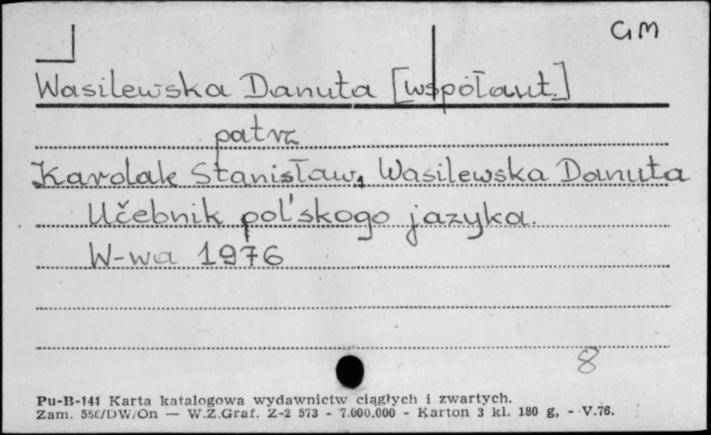 GM
Wasilewska Danuta [współaut.]
patrz
Karolak Stanisław, Wasilewska Danuta
Učebnik pol'skogo jazyka.
W-wa 1976
8
Pu-B-141 Karta katalogowa wydawnictw ciągłych i zwartych.
Zam. 55C/DW/On — W.Z.Graf. Z-2 573 - 7.000.000 - Karton 3 kl. 180 g, - V.76.